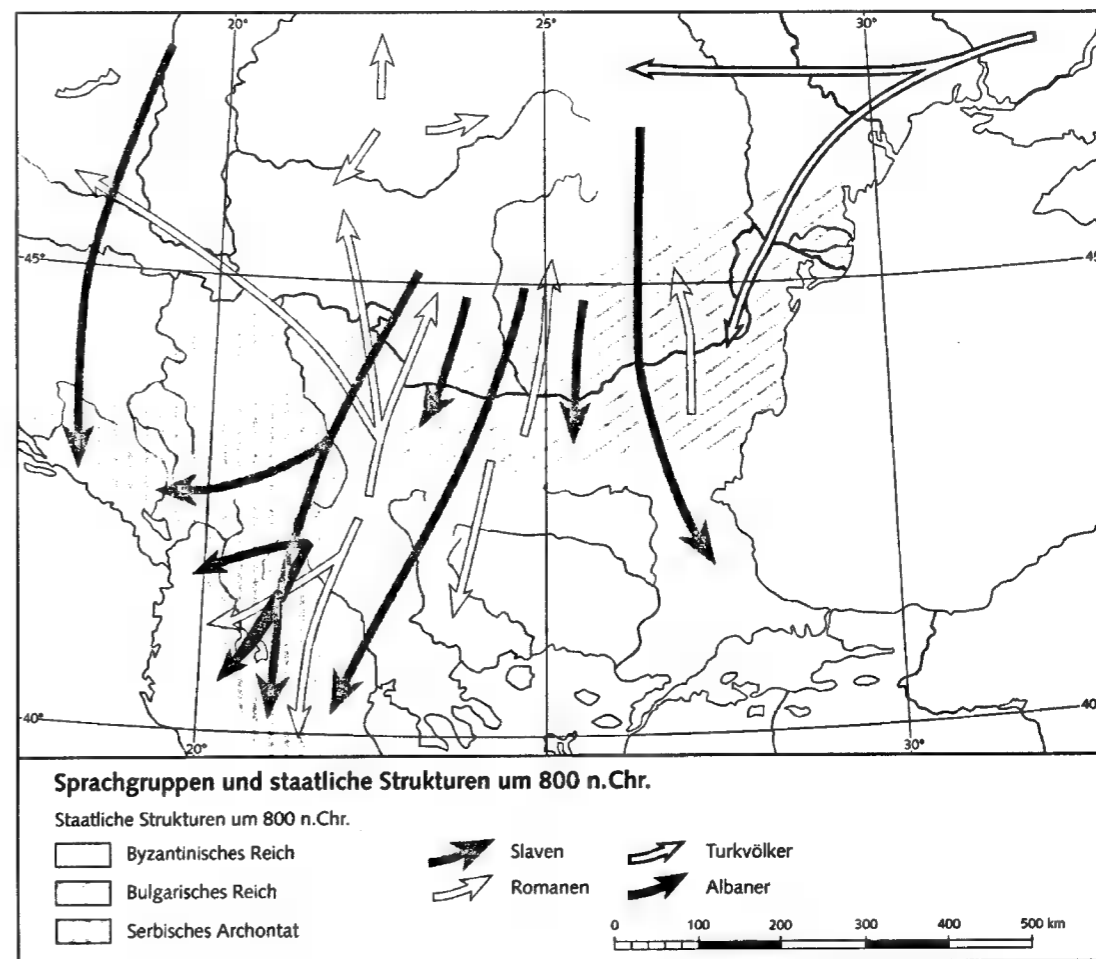 20° 25° 30°
45° 45
40° 40
20° 30°
Sprachgruppen und staatliche Strukturen um 800 n.Chr.
Staatliche Strukturen um 800 n.Chr.
Byzantinisches Reich
Bulgarisches Reich
Serbisches Archontat
Slaven
Romanen
Turkvölker
Albaner
0 100 200 300 400 500 km